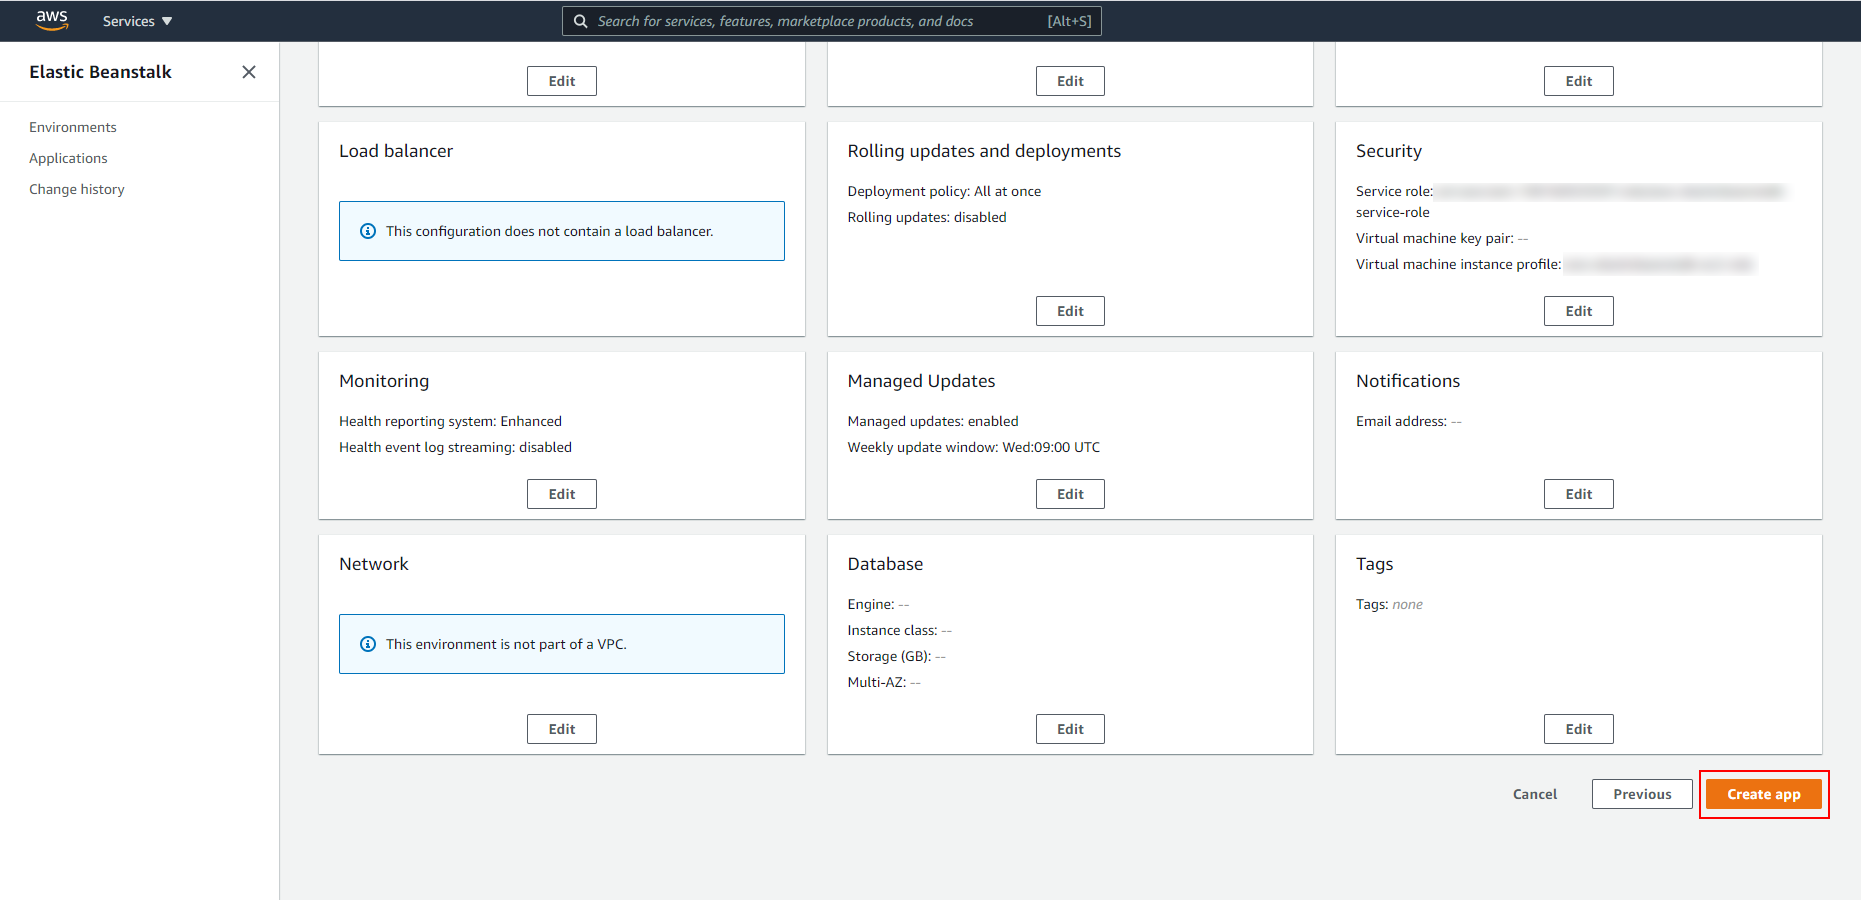 aws
Services
Search for services, features, marketplace products, and docs
[Alt+S]
Elastic Beanstalk
Environments
Applications
Change history
Edit
Edit
Edit
Load balancer
This configuration does not contain a load balancer.
Rolling updates and deployments
Deployment policy: All at once
Rolling updates: disabled
Edit
Security
Service role:
service-role
Virtual machine key pair: --
Virtual machine instance profile:
Edit
Monitoring
Health reporting system: Enhanced
Health event log streaming: disabled
Edit
Managed Updates
Managed updates: enabled
Weekly update window: Wed:09:00 UTC
Edit
Notifications
Email address: --
Edit
Network
This environment is not part of a VPC.
Edit
Database
Engine: --
Instance class: --
Storage (GB): --
Multi-AZ: --
Edit
Tags
Tags: none
Edit
Cancel
Previous
Create app